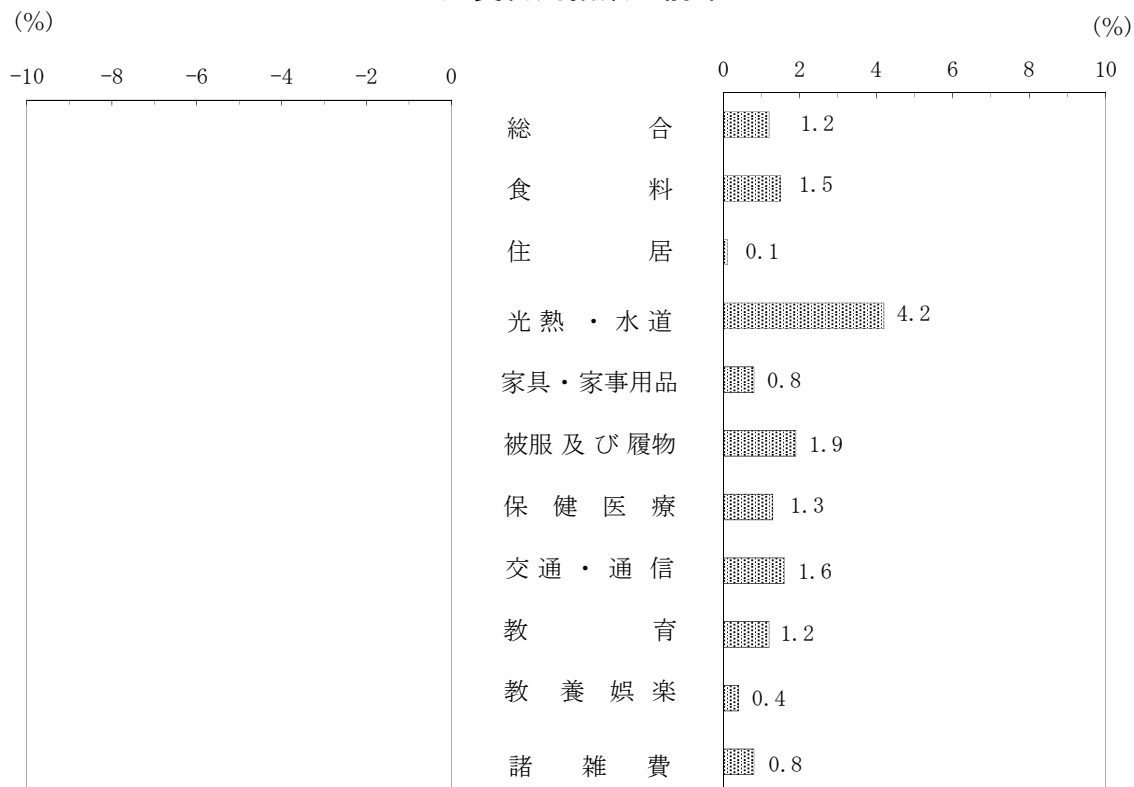 (%)
(%)
-10 -8 -6 -4 -2 0
0 2 4 6 8 10
総合 1.2
食料 1.5
住居 0.1
光熱・水道 4.2
家具・家事用品 0.8
被服及び履物 1.9
保健医療 1.3
交通・通信 1.6
教育 1.2
教養娯楽 0.4
諸雑費 0.8